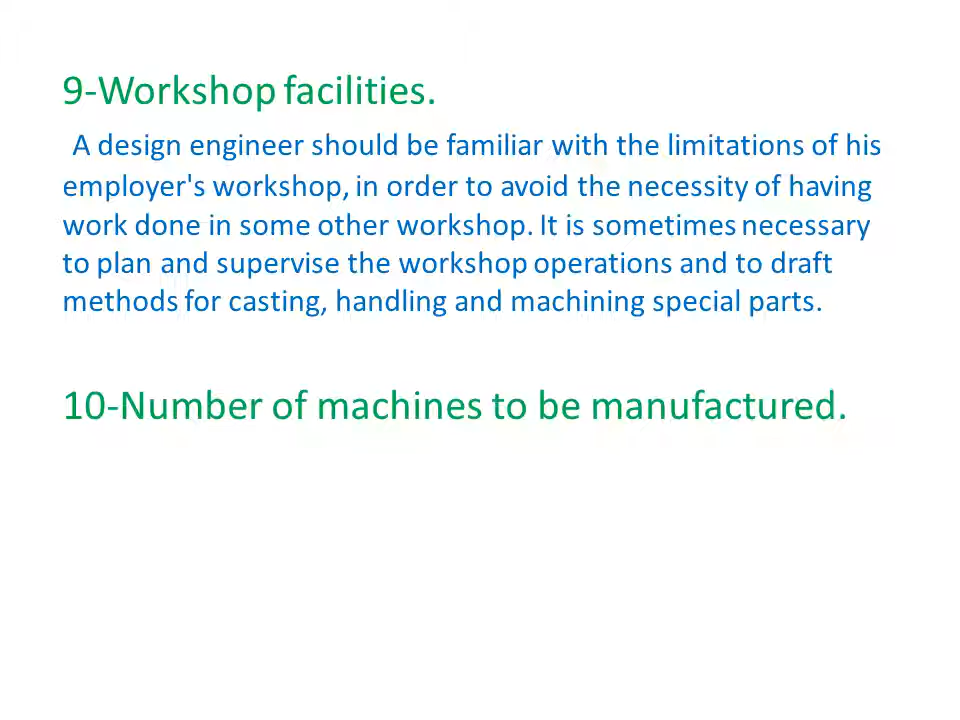 9-Workshop facilities.
A design engineer should be familiar with the limitations of his
employer's workshop, in order to avoid the necessity of having
work done in some other workshop. It is sometimes necessary
to plan and supervise the workshop operations and to draft
methods for casting, handling and machining special parts.
10-Number of machines to be manufactured.